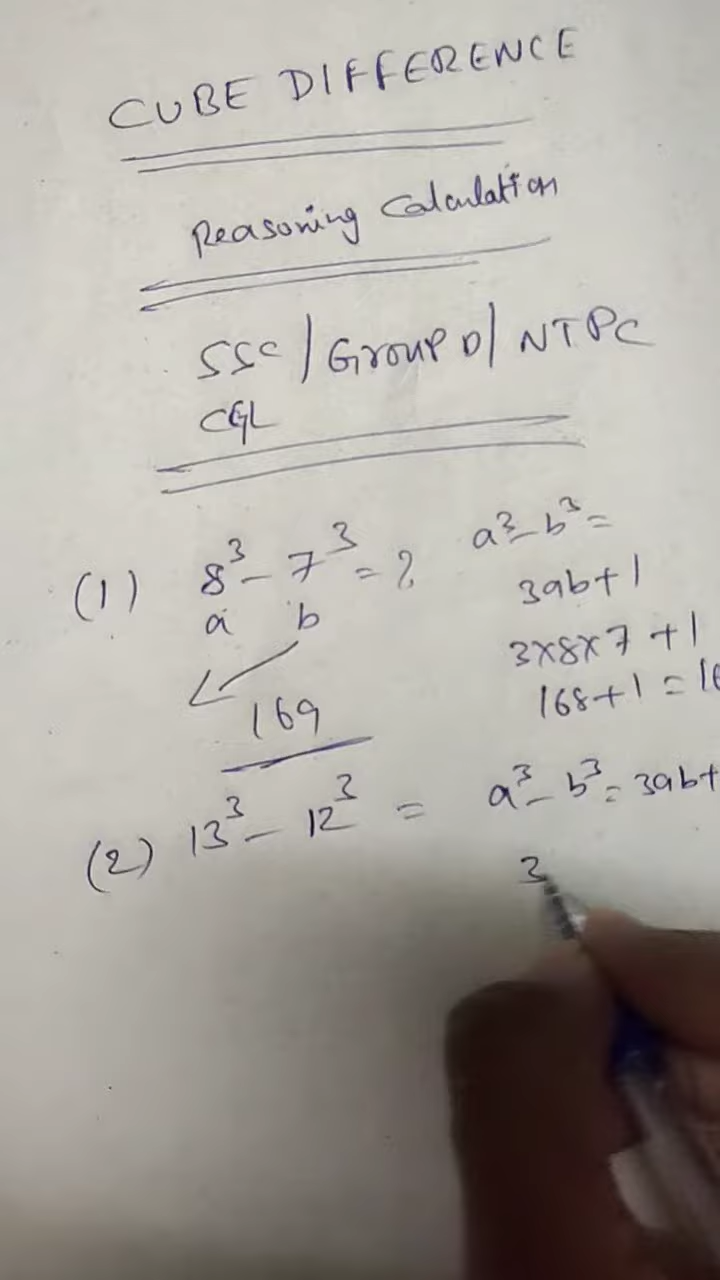 CUBE DIFFERENCE
Reasoning Calculation
SSC / GROUP D / NTPC
CGL
(1) 8³ - 7³ = ?
a b
169
a³ - b³ =
3ab+1
3×8×7 +1
168+1 = 16
(2) 13³ - 12³ =
a³ - b³ = 3ab+
3